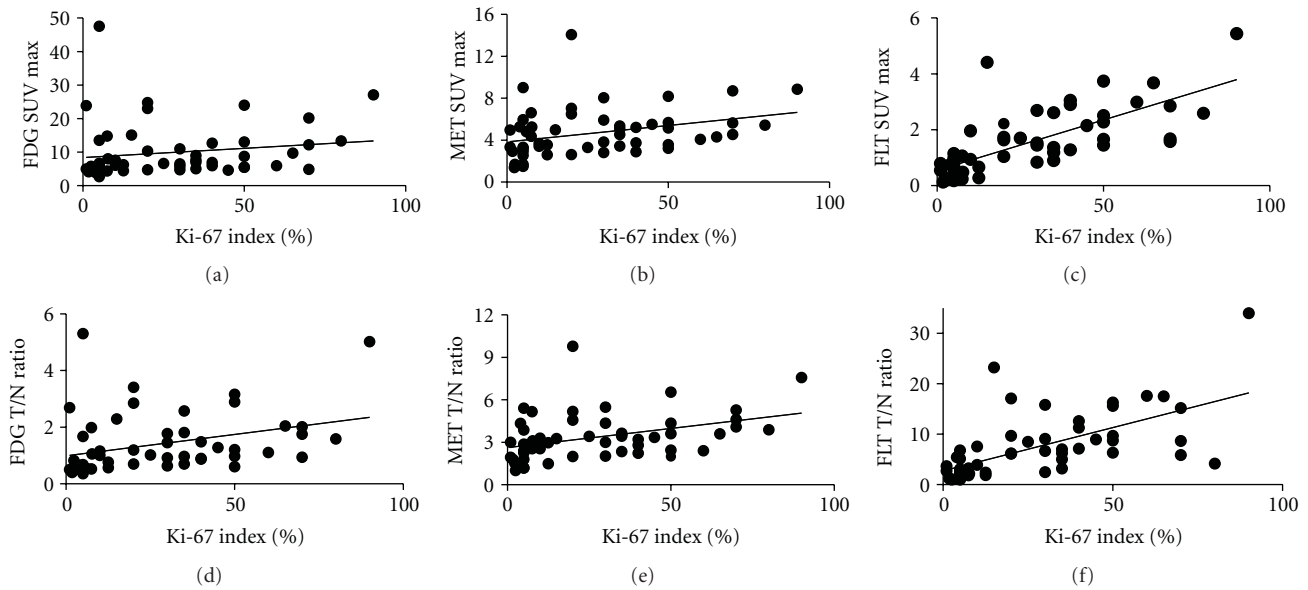 50
40
30
20
10
0
FDG SUV max
0 50 100
Ki-67 index (%)
(a)
16
12
8
4
0
MET SUV max
0 50 100
Ki-67 index (%)
(b)
6
4
2
0
FLT SUV max
0 50 100
Ki-67 index (%)
(c)
6
4
2
0
FDG T/N ratio
0 100
Ki-67 index (%)
(d)
12
9
6
3
0
MET T/N ratio
0 50 100
Ki-67 index (%)
(e)
30
20
10
0
FLT T/N ratio
0 50 100
Ki-67 index (%)
(f)